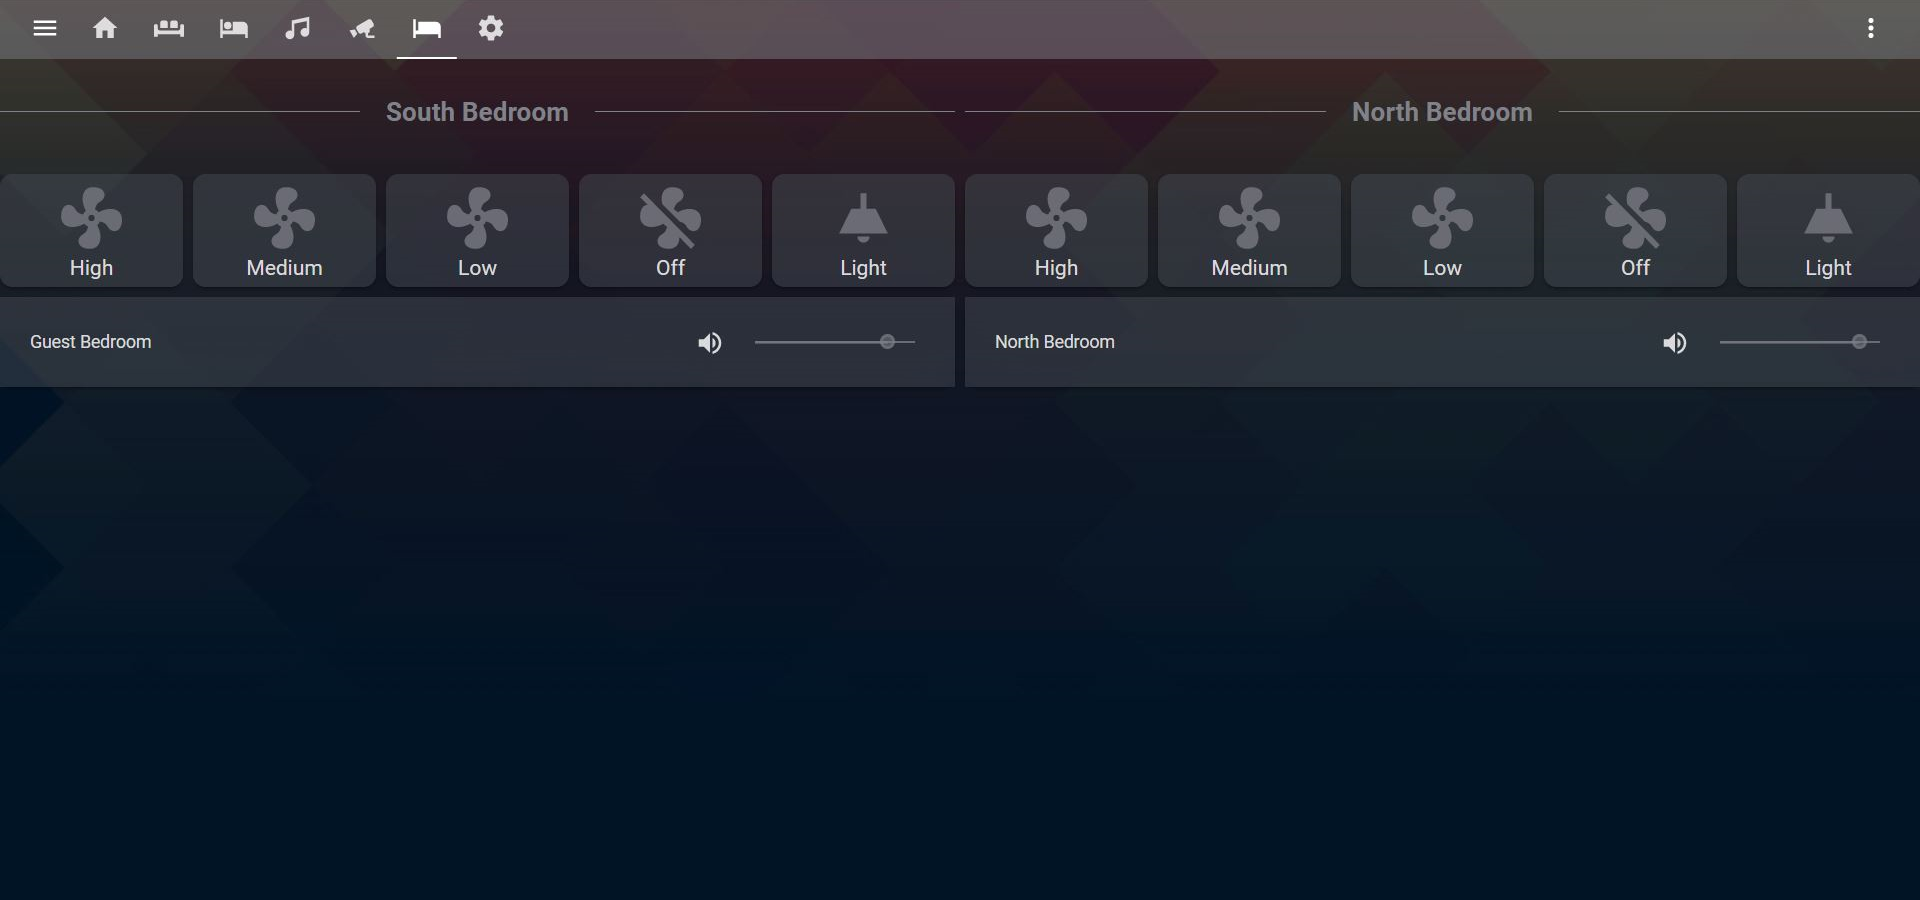 South Bedroom
North Bedroom
High
Medium
Low
Off
Light
High
Medium
Low
Off
Light
Guest Bedroom
North Bedroom